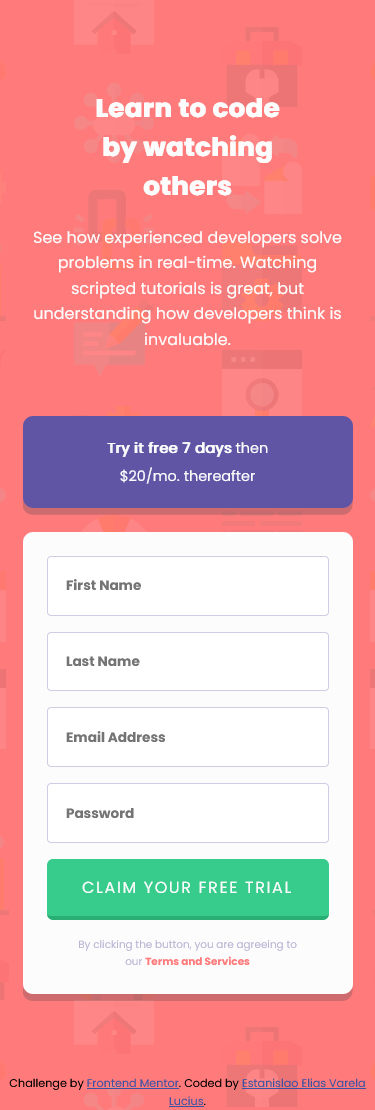 Learn to code
by watching
others
See how experienced developers solve
problems in real-time. Watching
scripted tutorials is great, but
understanding how developers think is
invaluable.
Try it free 7 days then
$20/mo. thereafter
First Name
Last Name
Email Address
Password
CLAIM YOUR FREE TRIAL
By clicking the button, you are agreeing to
our Terms and Services
Challenge by Frontend Mentor. Coded by Estanislao Elias Varela
Lucius.